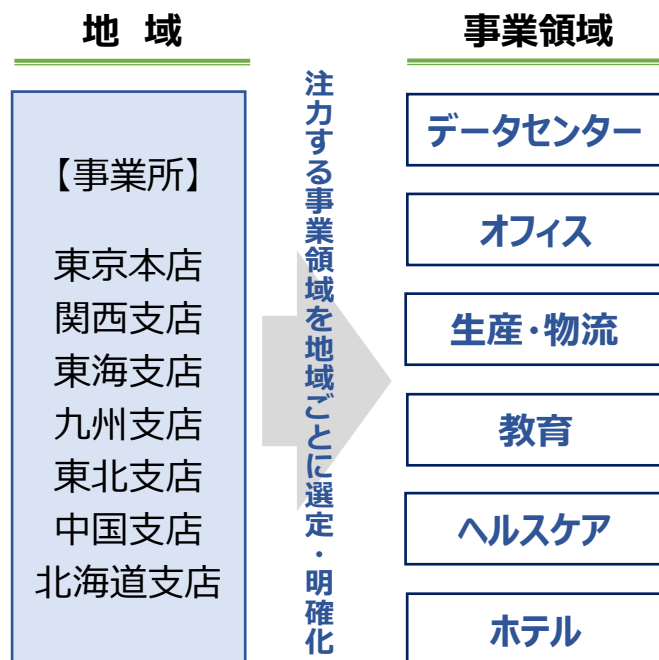 地 域
【事業所】
東京本店
関西支店
東海支店
九州支店
東北支店
中国支店
北海道支店
注力する事業領域を地域ごとに選定・明確化
事業領域
データセンター
オフィス
生産・物流
教育
ヘルスケア
ホテル